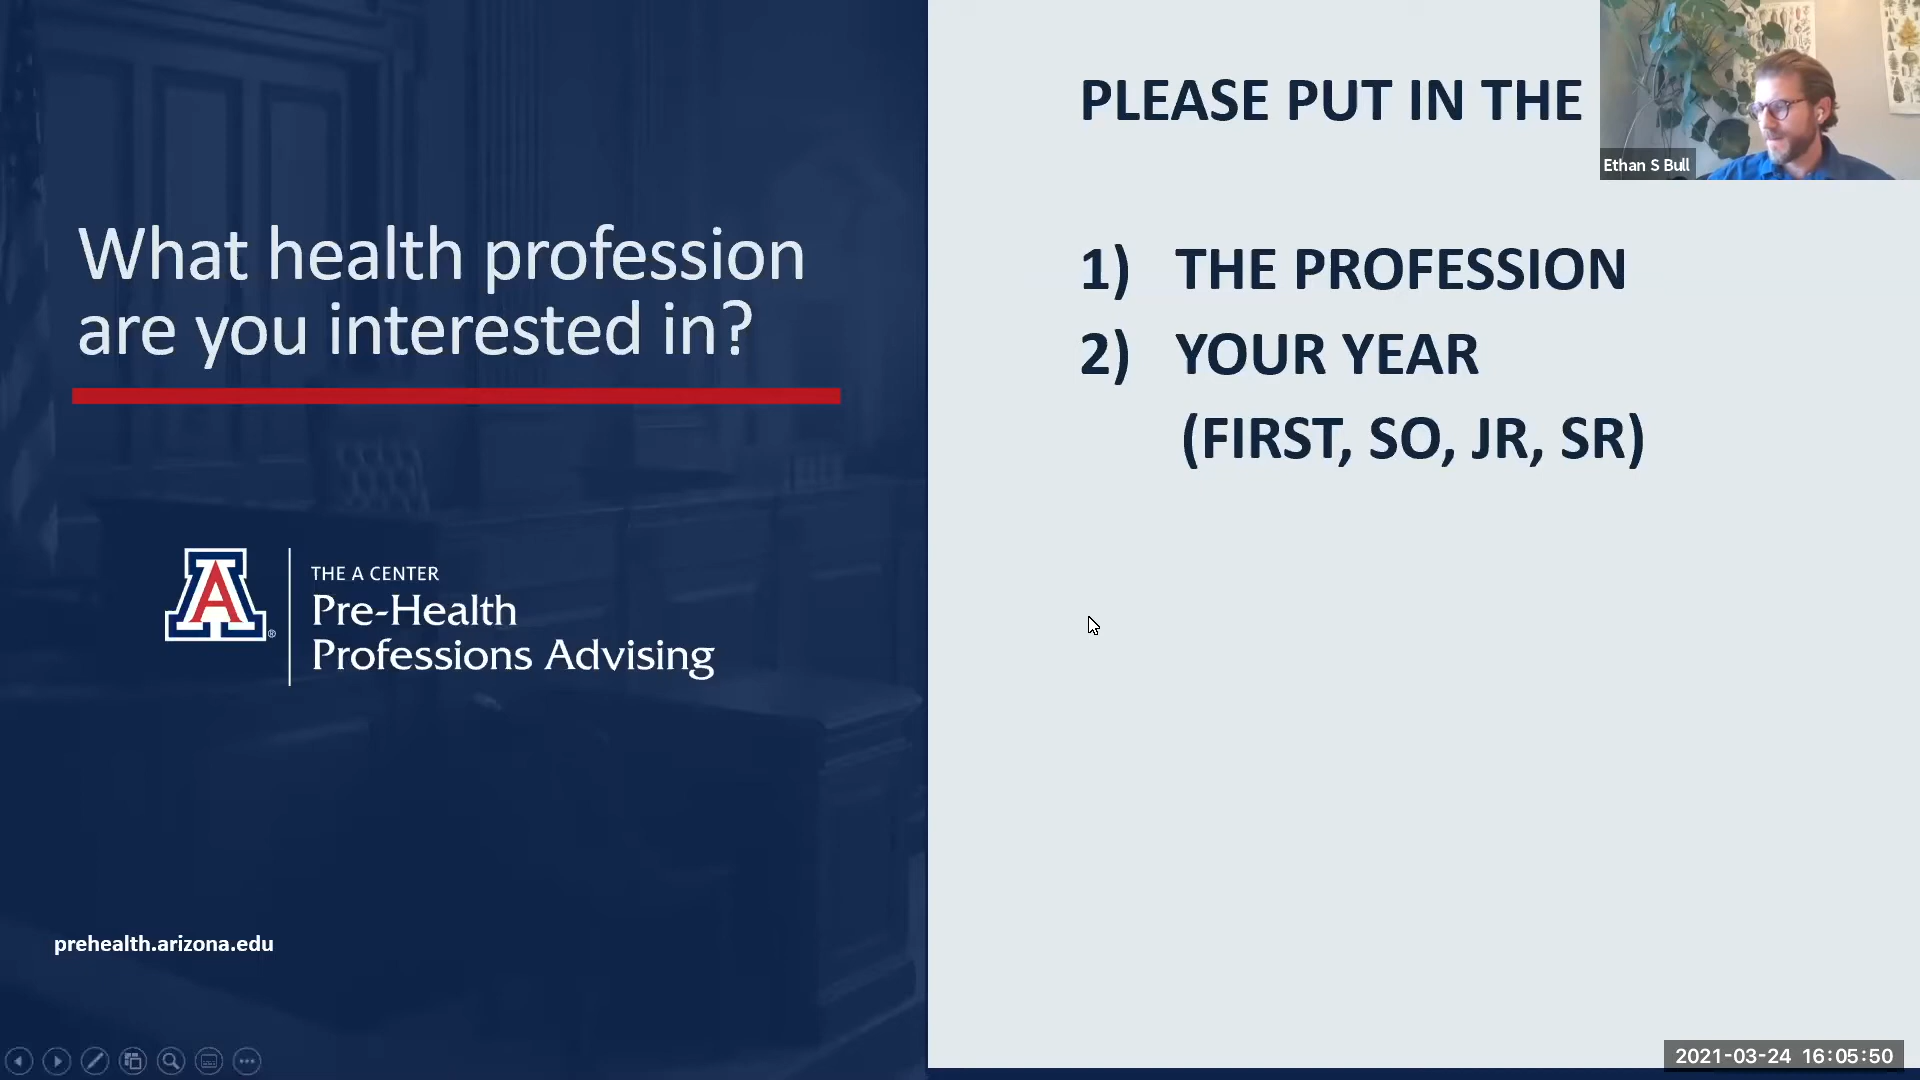 What health profession
are you interested in?
A
®
THE A CENTER
Pre-Health
Professions Advising
prehealth.arizona.edu
PLEASE PUT IN THE
1) THE PROFESSION
2) YOUR YEAR
(FIRST, SO, JR, SR)
Ethan S Bull
2021-03-24 16:05:50